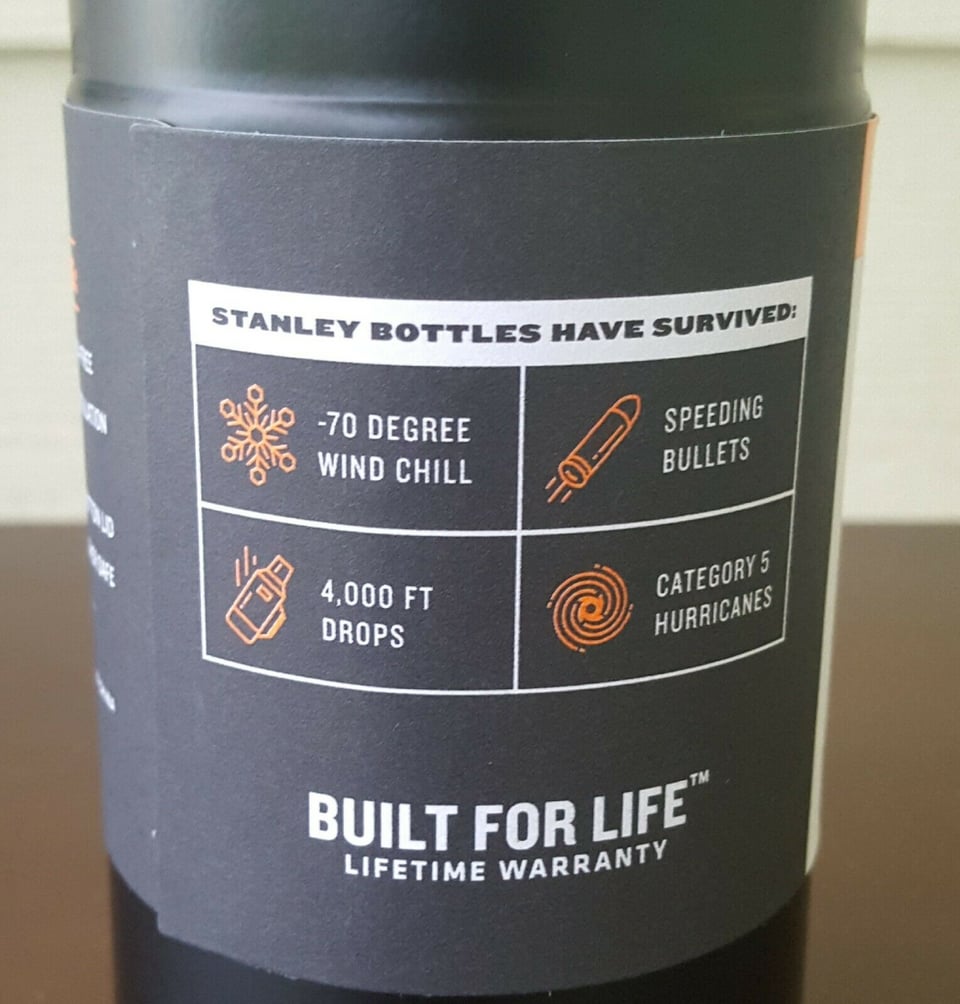 STANLEY BOTTLES HAVE SURVIVED:
-70 DEGREE
WIND CHILL
SPEEDING
BULLETS
4,000 FT
DROPS
CATEGORY 5
HURRICANES
BUILT FOR LIFE™
LIFETIME WARRANTY